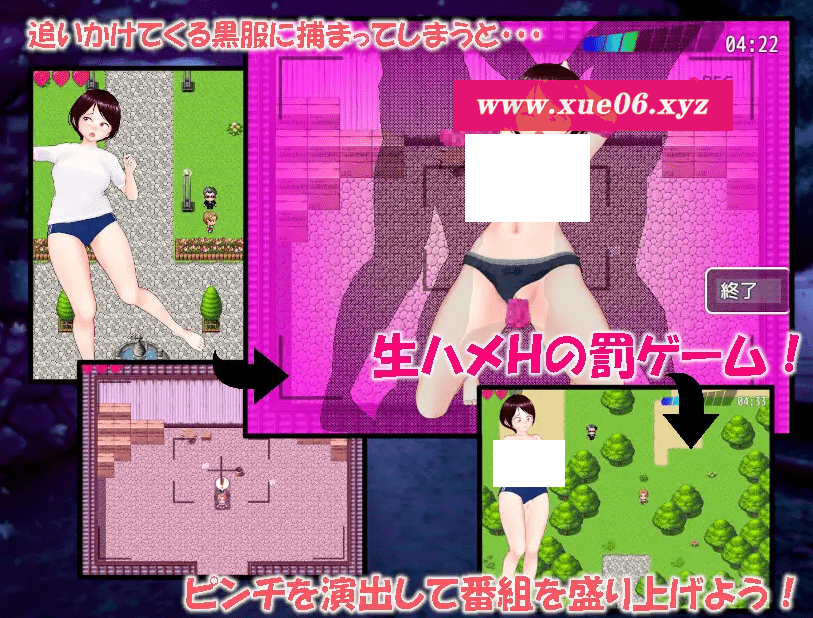 追いかけてくる黒服に捕まってしまうと・・・
04:22
REC
www.xue06.xyz
終了
生ハメHの罰ゲーム!
04:33
ピンチを演出して番組を盛り上げよう!